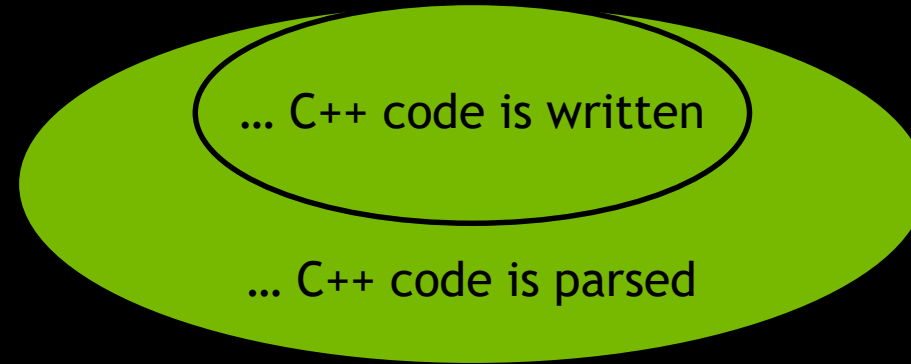 … C++ code is written
… C++ code is parsed